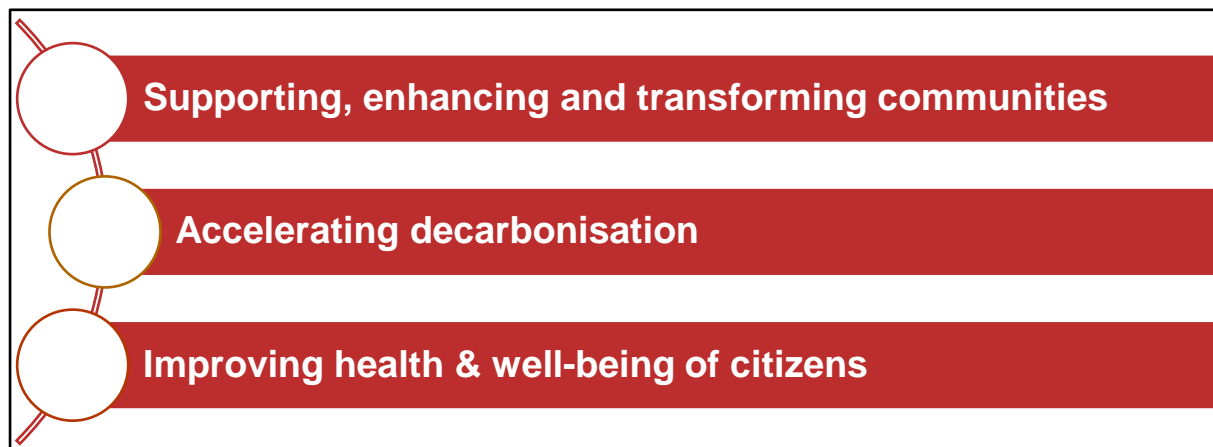 Supporting, enhancing and transforming communities
Accelerating decarbonisation
Improving health & well-being of citizens